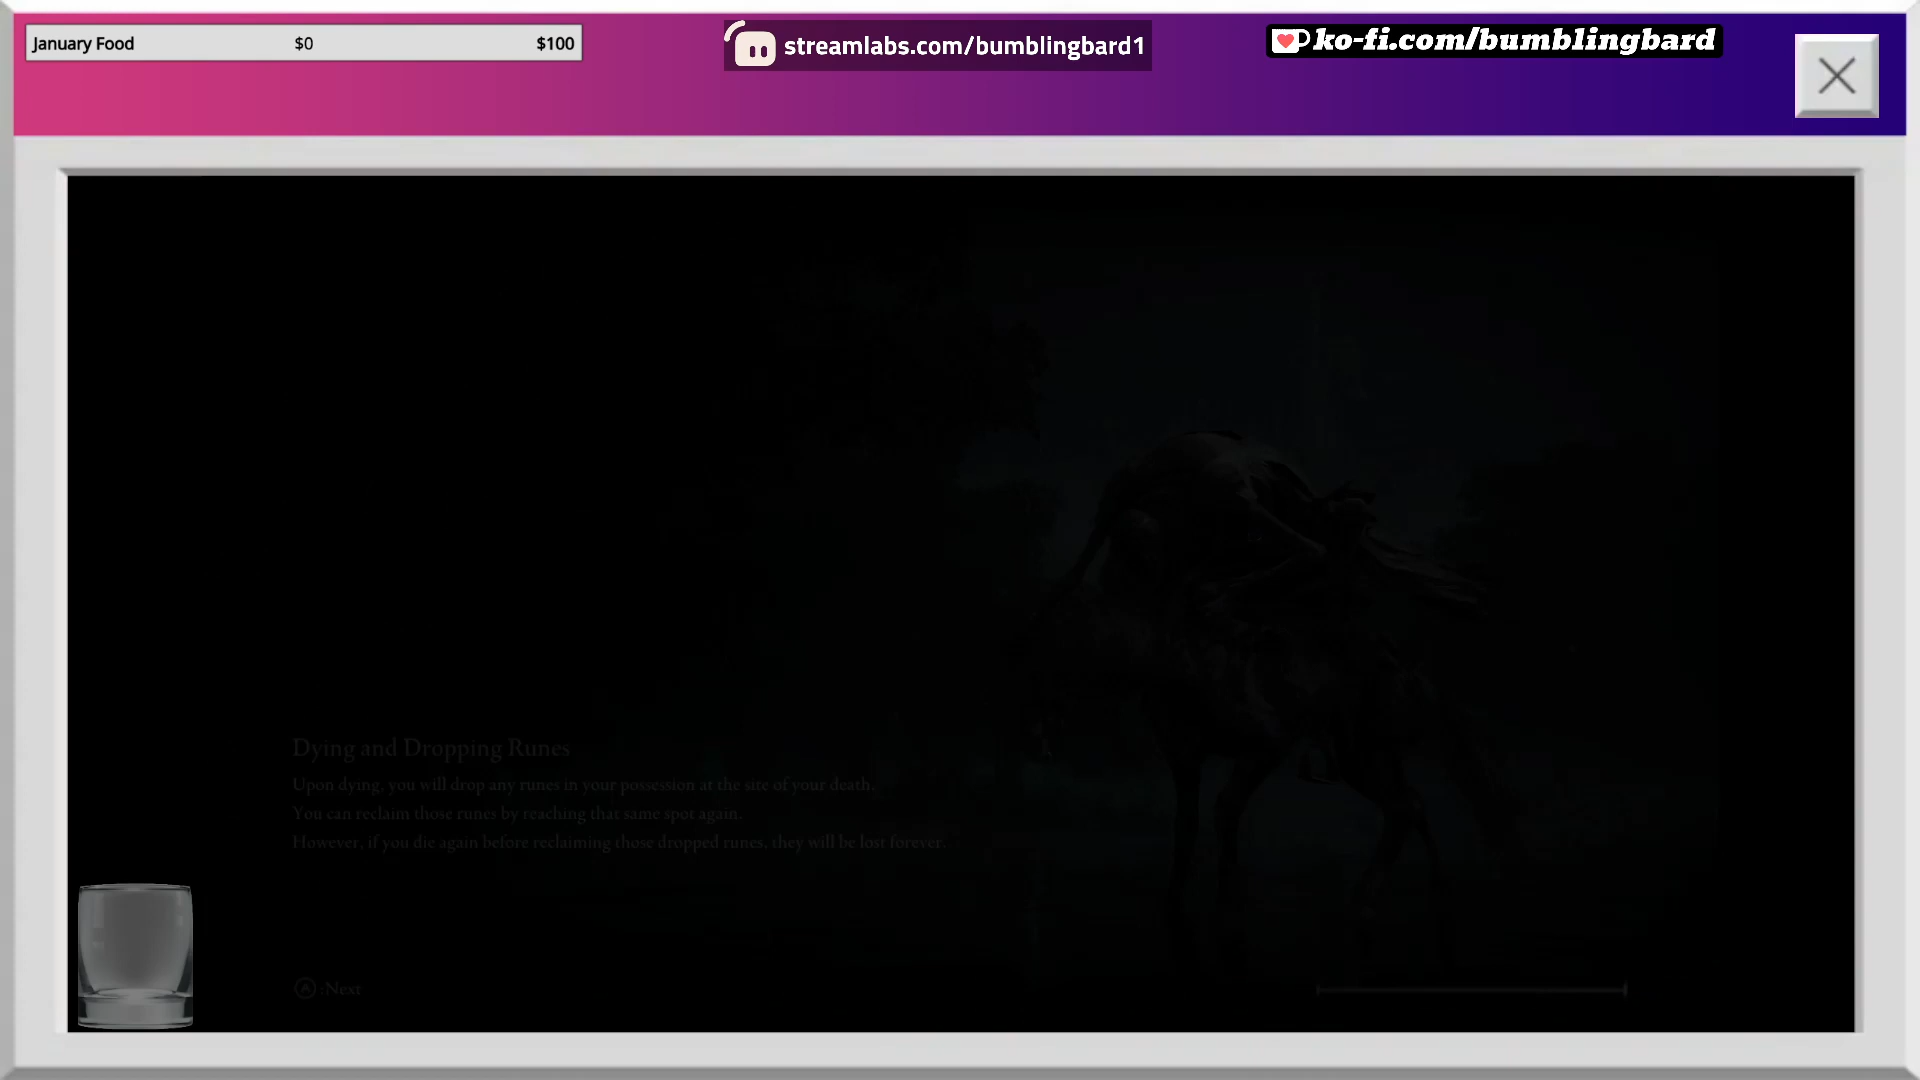 January Food $0 $100
streamlabs.com/bumblingbard1
ko-fi.com/bumblingbard
Dying and Dropping Runes
Upon dying, you will drop any runes in your possession at the site of your death.
You can reclaim those runes by reaching that same spot again.
However, if you die again before reclaiming those dropped runes, they will be lost forever.
A :Next